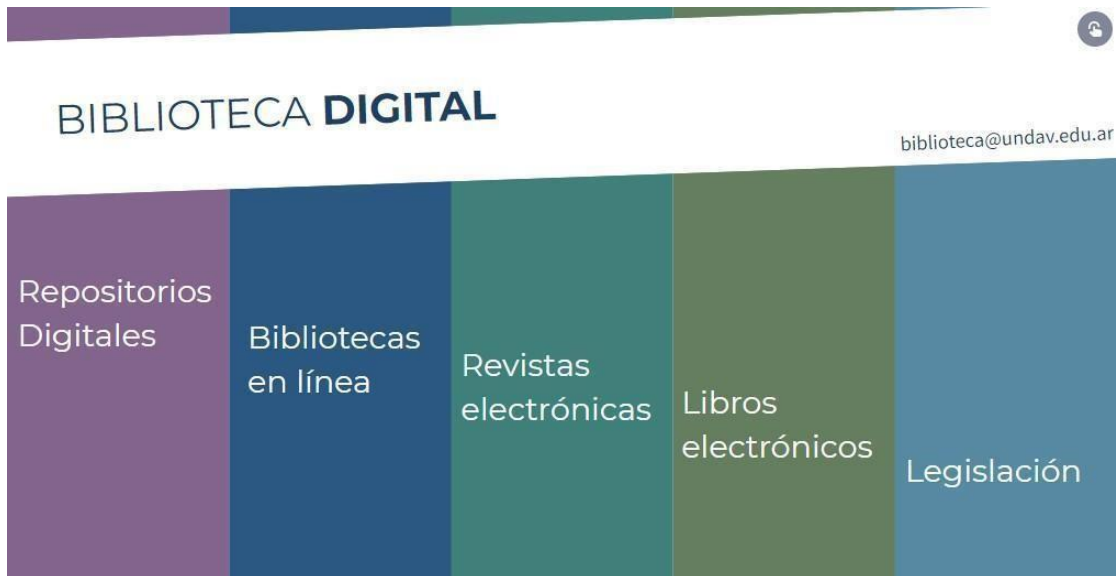 BIBLIOTECA DIGITAL
biblioteca@undav.edu.ar
Repositorios
Digitales
Bibliotecas
en línea
Revistas
electrónicas
Libros
electrónicos
Legislación